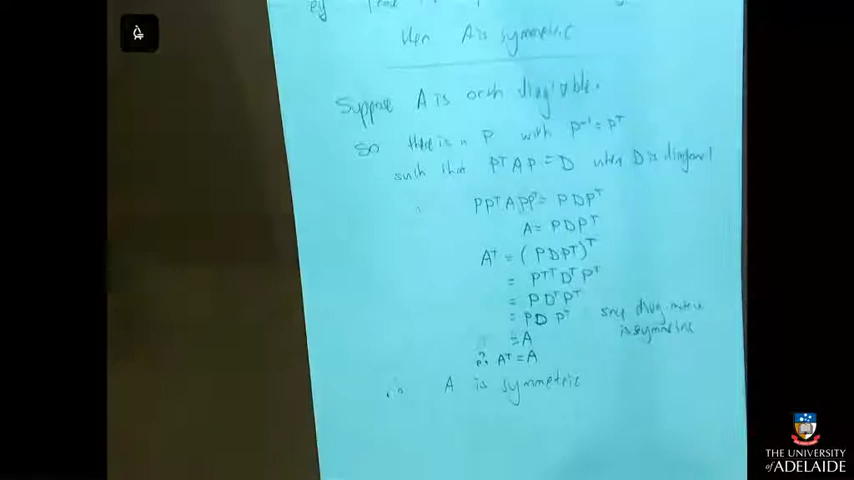 then A is symmetric
Suppose A is orth diag'able.
So there is a P with P⁻¹ = Pᵀ
such that PᵀAP = D where D is diagonal
PPᵀAPPᵀ = PDPᵀ
A = PDPᵀ
Aᵀ = (PDPᵀ)ᵀ
= PᵀᵀDᵀPᵀ
= PDᵀPᵀ
= PDPᵀ since diag. matrix
is symmetric
= A
∴ Aᵀ = A
∴ A is symmetric
THE UNIVERSITY
of ADELAIDE